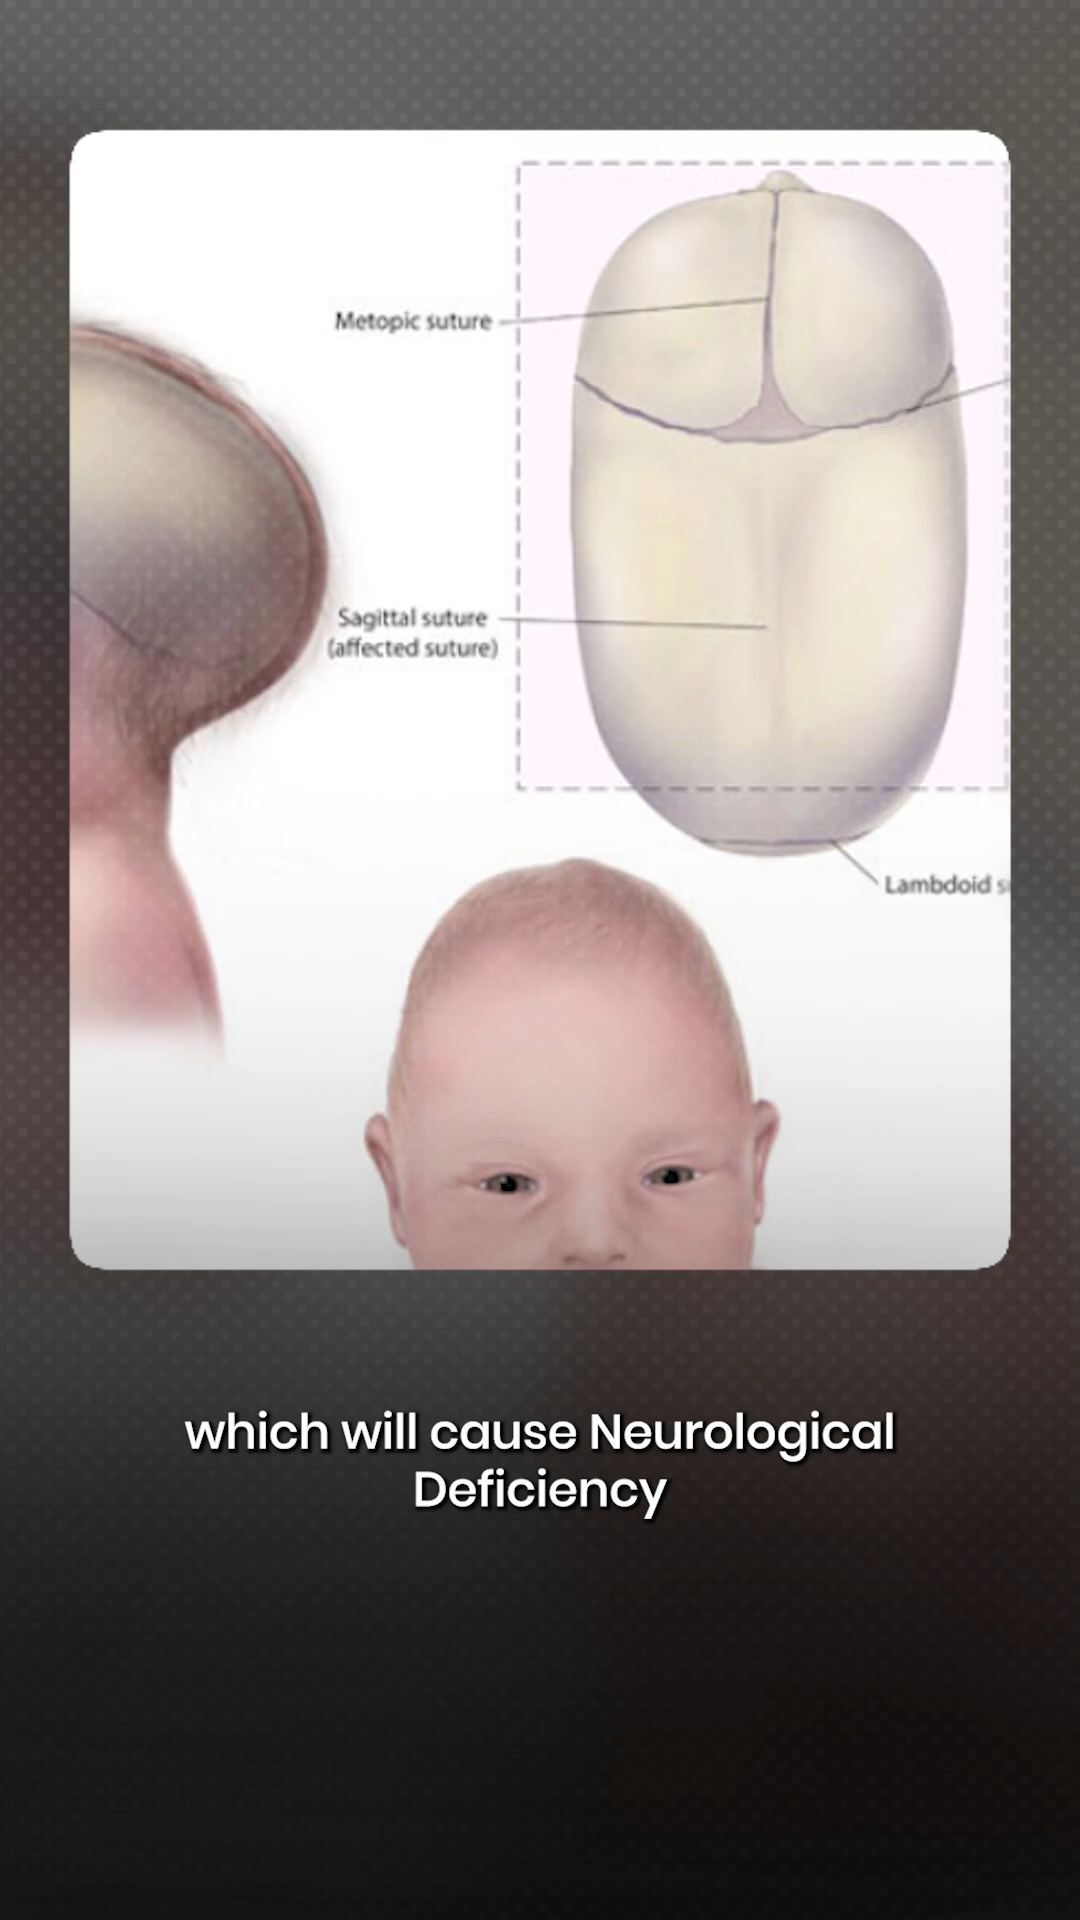 Metopic suture
Sagittal suture
(affected suture)
Lambdoid
which will cause Neurological
Deficiency